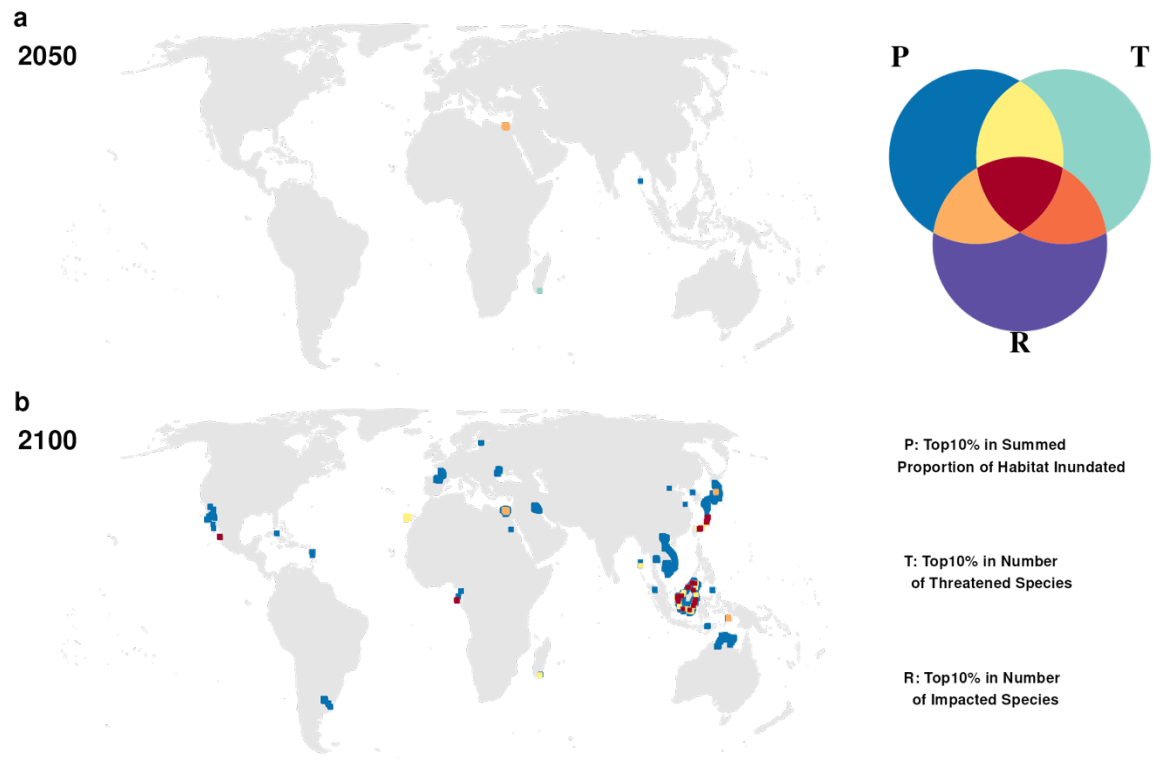 a
2050
P
T
R
b
2100
P: Top10% in Summed
Proportion of Habitat Inundated
T: Top10% in Number
of Threatened Species
R: Top10% in Number
of Impacted Species